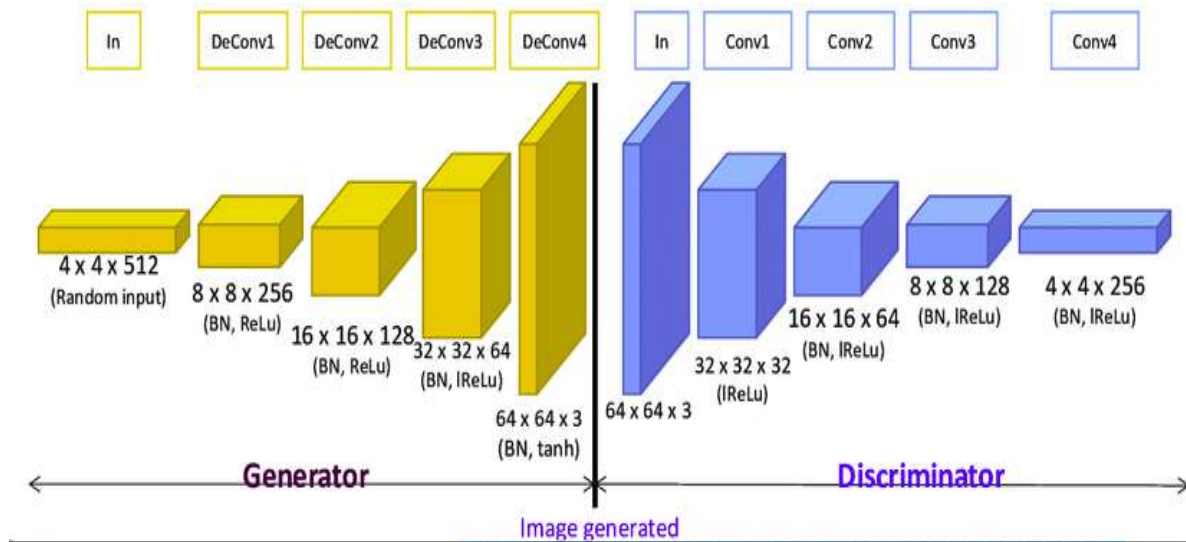 In
DeConv1
DeConv2
DeConv3
DeConv4
In
Conv1
Conv2
Conv3
Conv4
4 x 4 x 512
(Random input)
8 x 8 x 256
(BN, ReLu)
16 x 16 x 128
(BN, ReLu)
32 x 32 x 64
(BN, lReLu)
64 x 64 x 3
(BN, tanh)
64 x 64 x 3
32 x 32 x 32
(lReLu)
16 x 16 x 64
(BN, lReLu)
8 x 8 x 128
(BN, lReLu)
4 x 4 x 256
(BN, lReLu)
Generator
Discriminator
Image generated